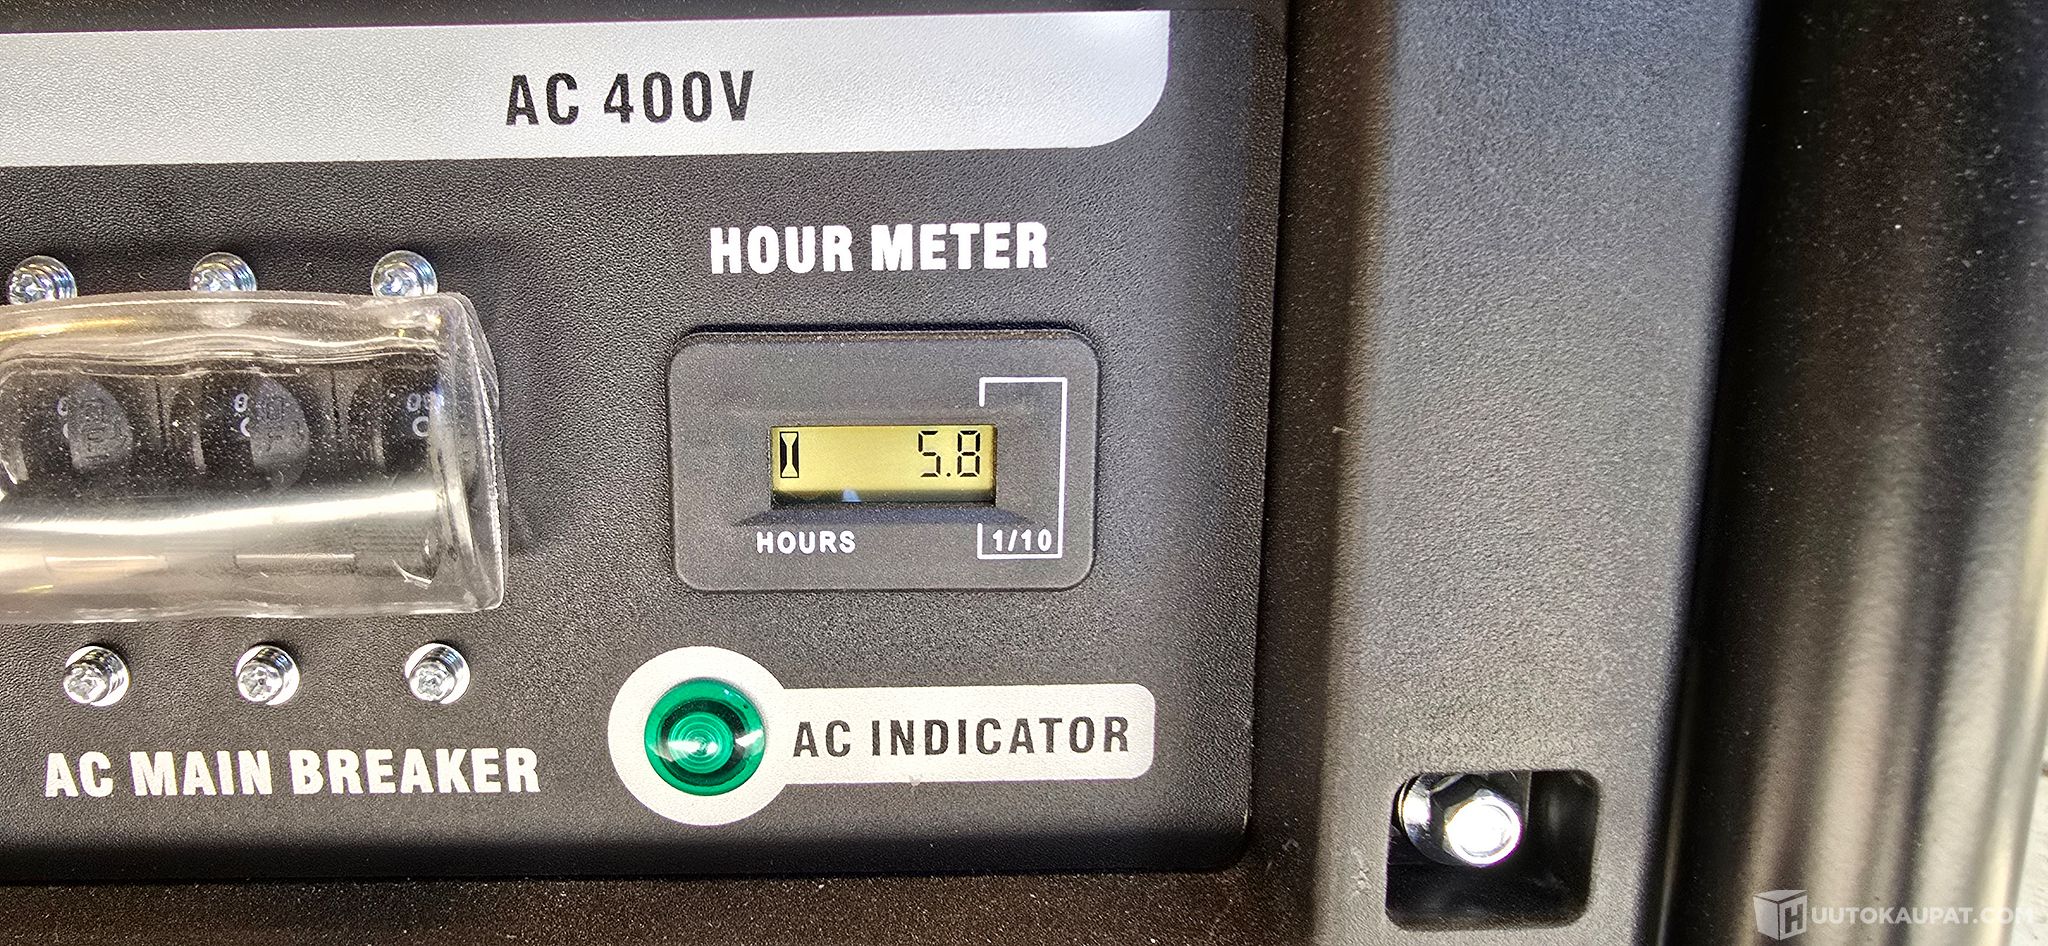 AC 400V
HOUR METER
5.8
HOURS
1/10
AC INDICATOR
AC MAIN BREAKER
HUUTOKAUPAT.COM